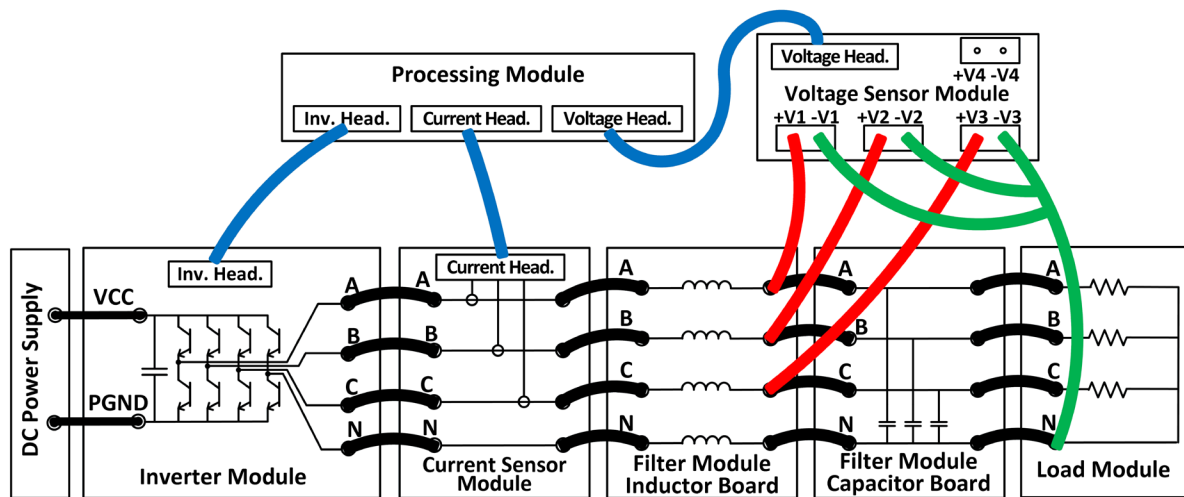 Processing Module
Inv. Head.
Current Head.
Voltage Head.
Voltage Head.
+V4 -V4
Voltage Sensor Module
+V1 -V1
+V2 -V2
+V3 -V3
DC Power Supply
VCC
PGND
Inv. Head.
A
B
C
N
Inverter Module
Current Head.
A
B
C
N
Current Sensor
Module
A
B
C
N
Filter Module
Inductor Board
A
B
C
N
Filter Module
Capacitor Board
A
B
C
N
Load Module